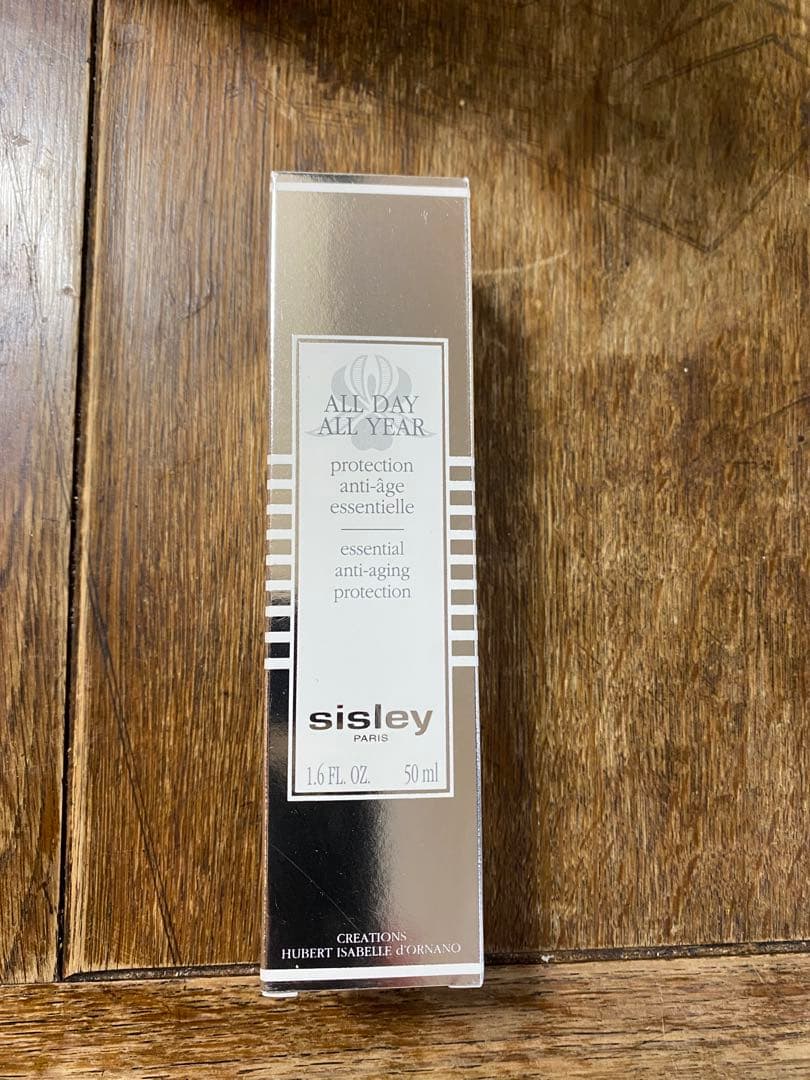 ALL DAY
ALL YEAR
protection
anti-âge
essentielle
essential
anti-aging
protection
sisley
PARIS
1.6 FL. OZ. 50 ml
CREATIONS
HUBERT ISABELLE d'ORNANO